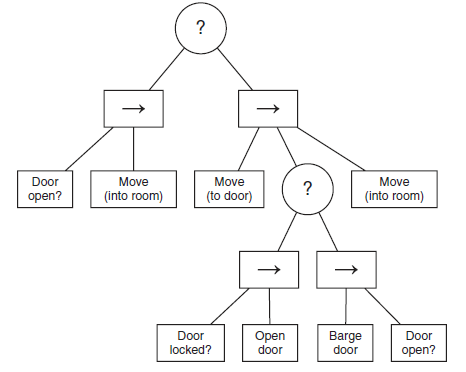 ?
→
→
Door
open?
Move
(into room)
Move
(to door)
?
Move
(into room)
→
→
Door
locked?
Open
door
Barge
door
Door
open?